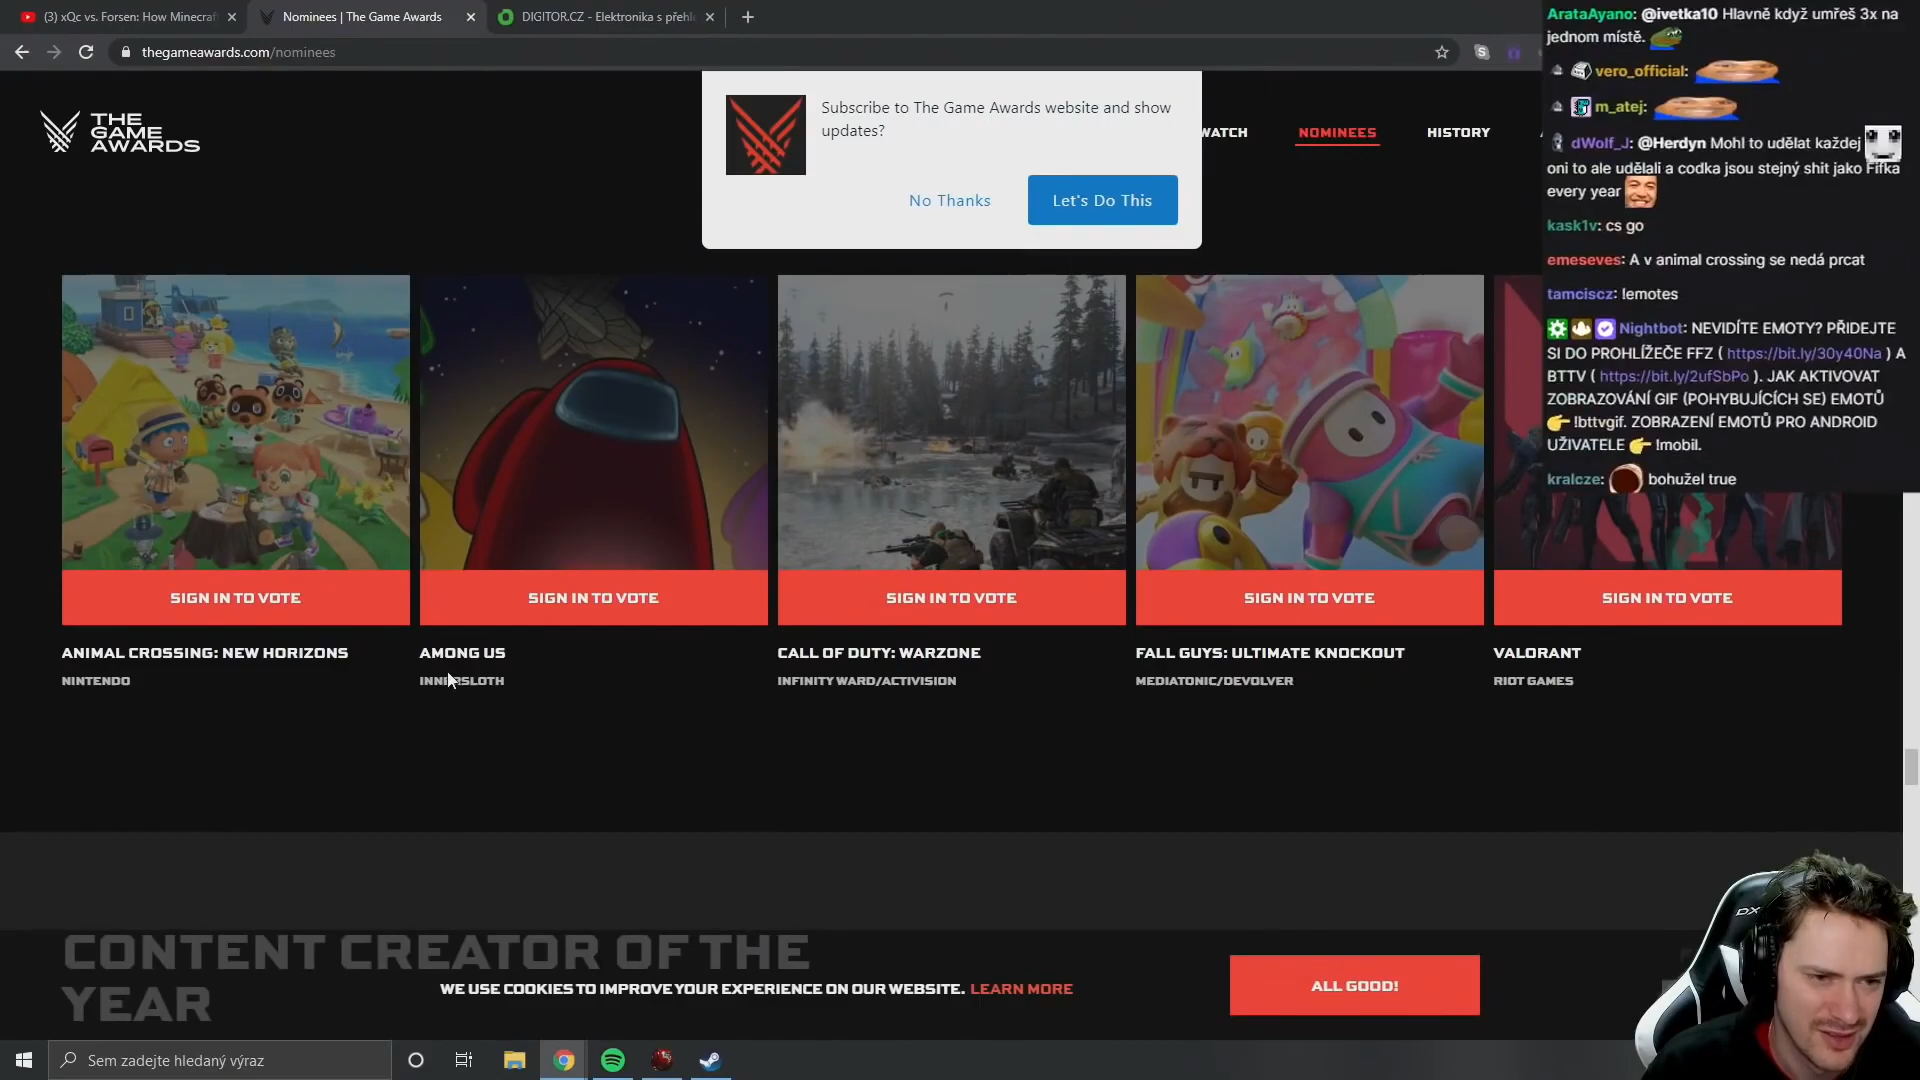 (3) xQc vs. Forsen: How Minecraf
Nominees | The Game Awards
DIGITOR.CZ - Elektronika s přehl
thegameawards.com/nominees
THE
GAME
AWARDS
Subscribe to The Game Awards website and show
updates?
No Thanks
Let's Do This
WATCH
NOMINEES
HISTORY
ArataAyano: @ivetka10 Hlavně když umřeš 3x na
jednom místě.
vero_official:
m_atej:
dWolf_J: @Herdyn Mohl to udělat každej
oni to ale udělali a codka jsou stejný shit jako Fifka
every year
kask1v: cs go
emeseves: A v animal crossing se nedá prcat
tamciscz: !emotes
Nightbot: NEVIDÍTE EMOTY? PŘIDEJTE
SI DO PROHLÍŽEČE FFZ ( https://bit.ly/30y40Na ) A
BTTV ( https://bit.ly/2ufSbPo ). JAK AKTIVOVAT
ZOBRAZOVÁNÍ GIF (POHYBUJÍCÍCH SE) EMOTŮ
!bttvgif. ZOBRAZENÍ EMOTŮ PRO ANDROID
UŽIVATELE !mobil.
kralcze: bohužel true
SIGN IN TO VOTE
SIGN IN TO VOTE
SIGN IN TO VOTE
SIGN IN TO VOTE
SIGN IN TO VOTE
ANIMAL CROSSING: NEW HORIZONS
NINTENDO
AMONG US
INNERSLOTH
CALL OF DUTY: WARZONE
INFINITY WARD/ACTIVISION
FALL GUYS: ULTIMATE KNOCKOUT
MEDIATONIC/DEVOLVER
VALORANT
RIOT GAMES
CONTENT CREATOR OF THE
YEAR
WE USE COOKIES TO IMPROVE YOUR EXPERIENCE ON OUR WEBSITE. LEARN MORE
ALL GOOD!
Sem zadejte hledaný výraz